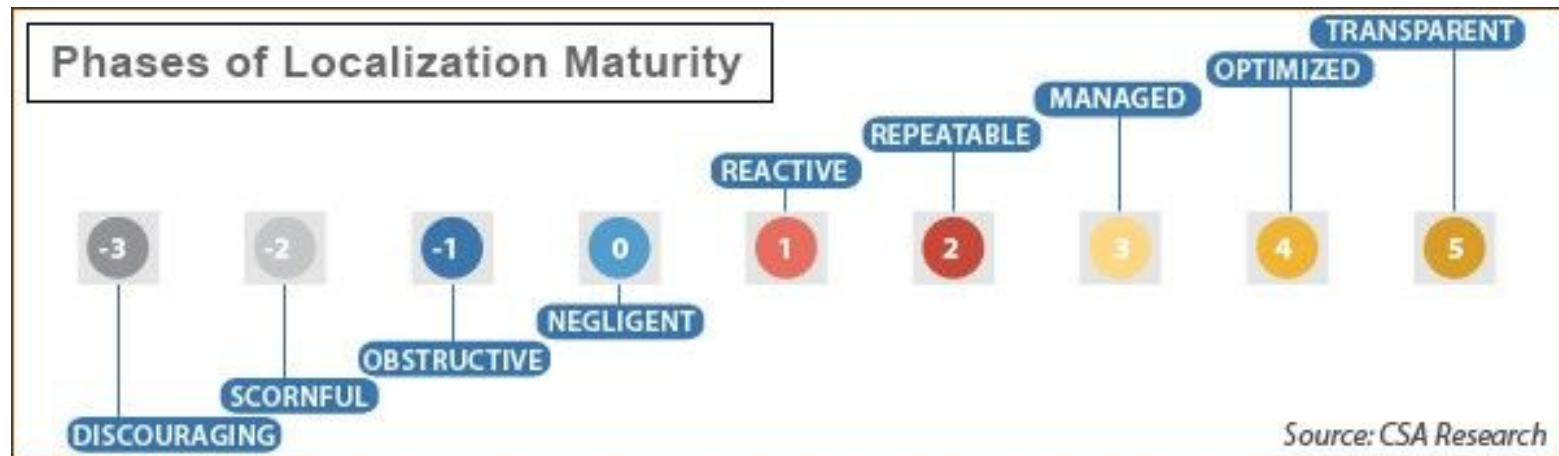 Phases of Localization Maturity
TRANSPARENT
OPTIMIZED
MANAGED
REPEATABLE
REACTIVE
-3 -2 -1 0 1 2 3 4 5
NEGLIGENT
OBSTRUCTIVE
SCORNFUL
DISCOURAGING
Source: CSA Research